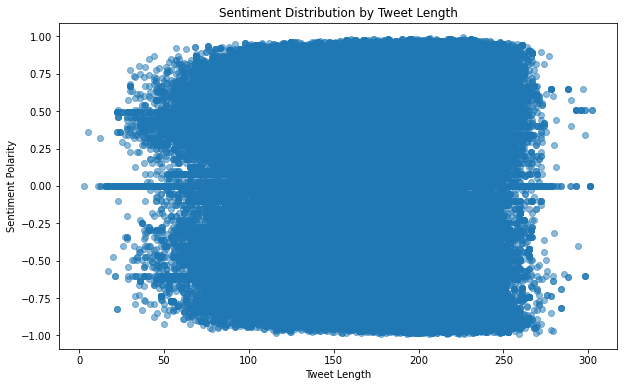 Sentiment Distribution by Tweet Length
1.00
0.75
0.50
0.25
0.00
−0.25
−0.50
−0.75
−1.00
Sentiment Polarity
0 50 100 150 200 250 300
Tweet Length